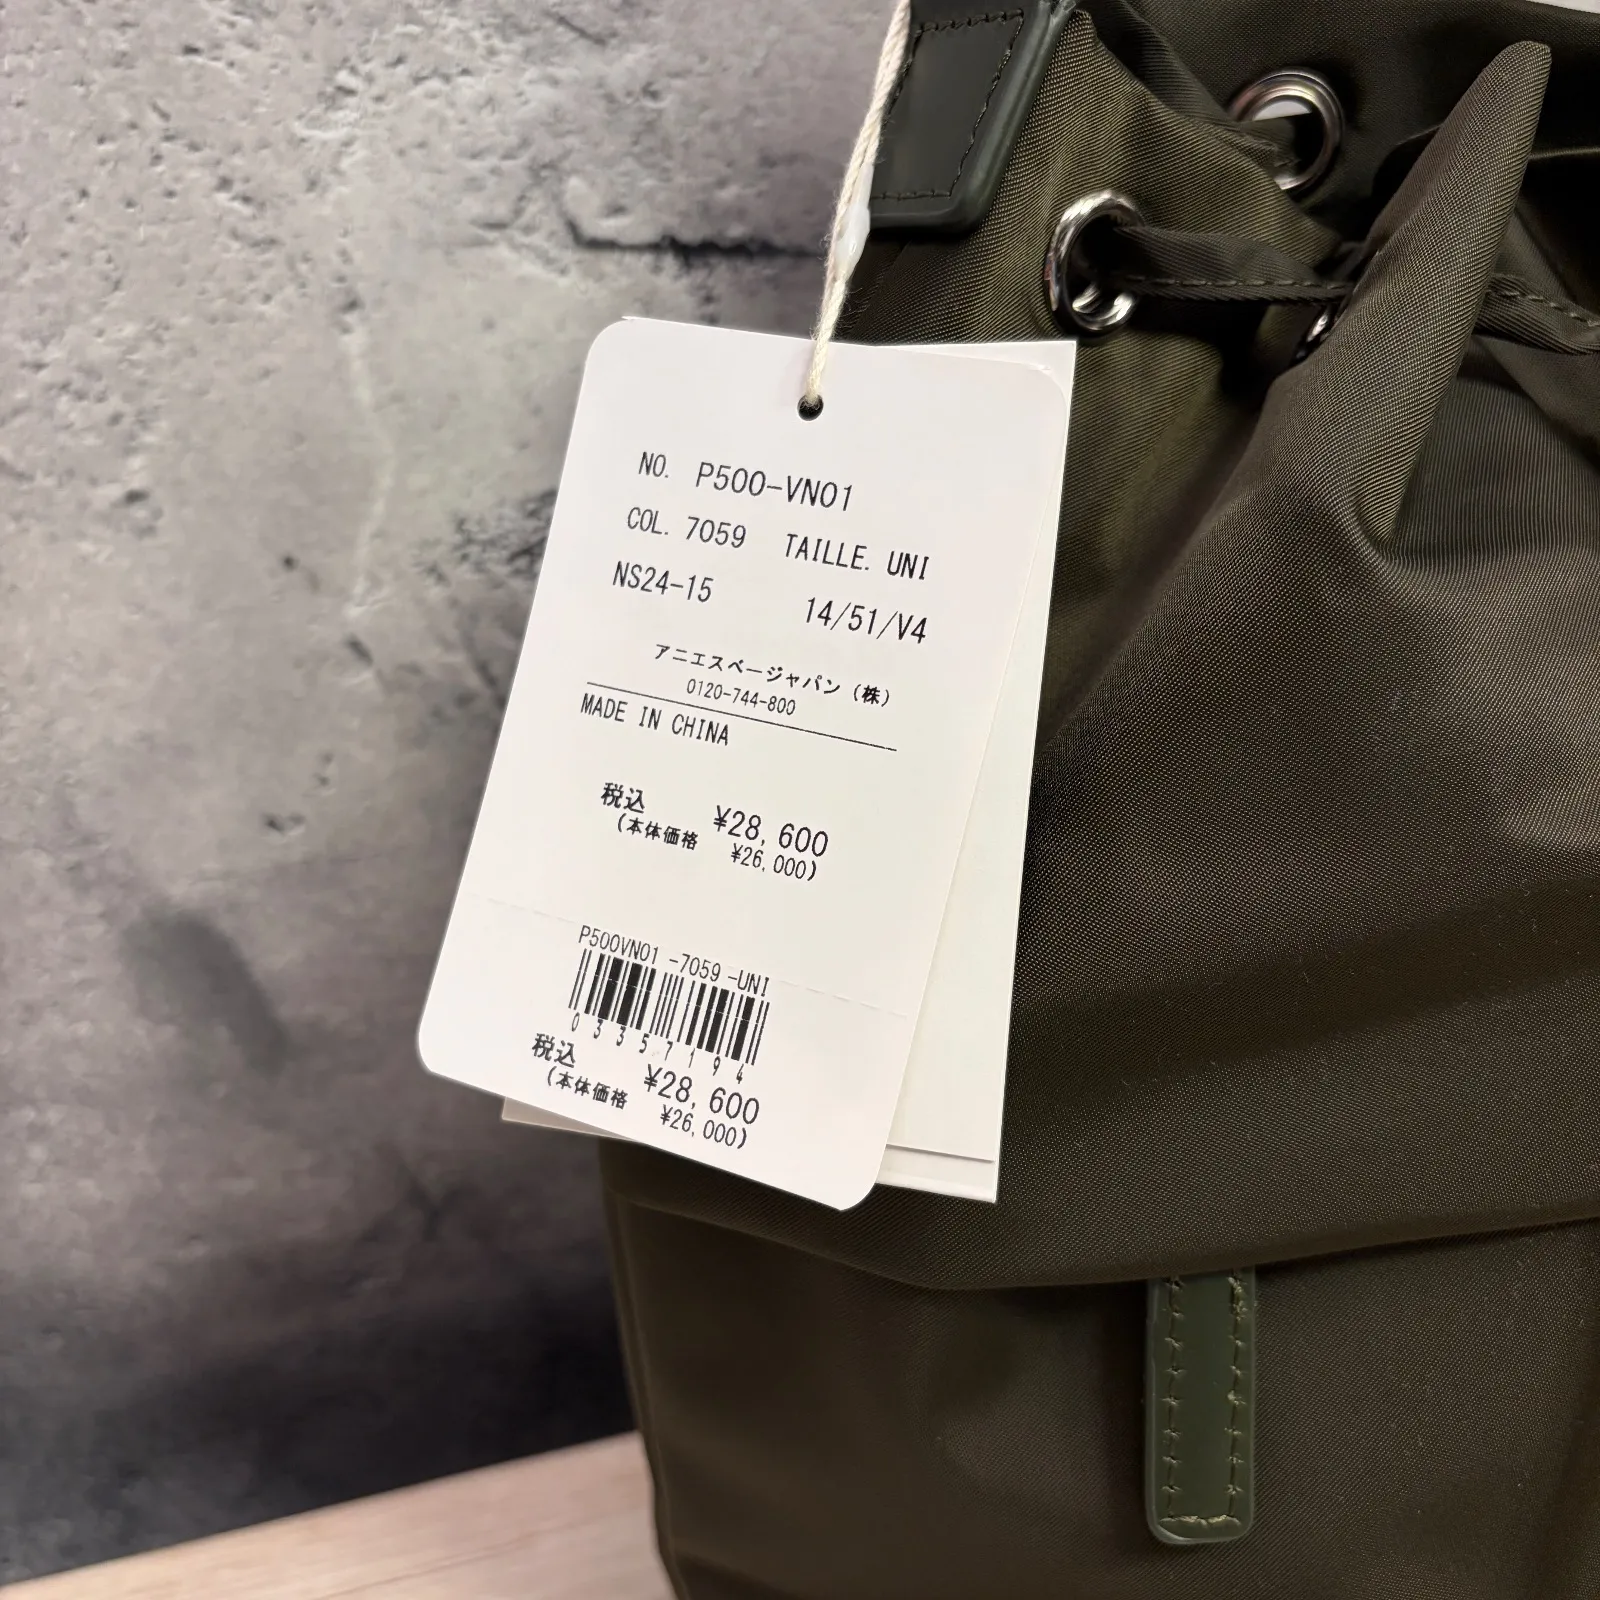 NO. P500-VN01
COL. 7059 TAILLE. UNI
NS24-15 14/51/V4
アニエスベージャパン(株)
0120-744-800
MADE IN CHINA
税込 ¥28,600
(本体価格 ¥26,000)
P500VN01 -7059 -UNI
03357194
税込 ¥28,600
(本体価格 ¥26,000)